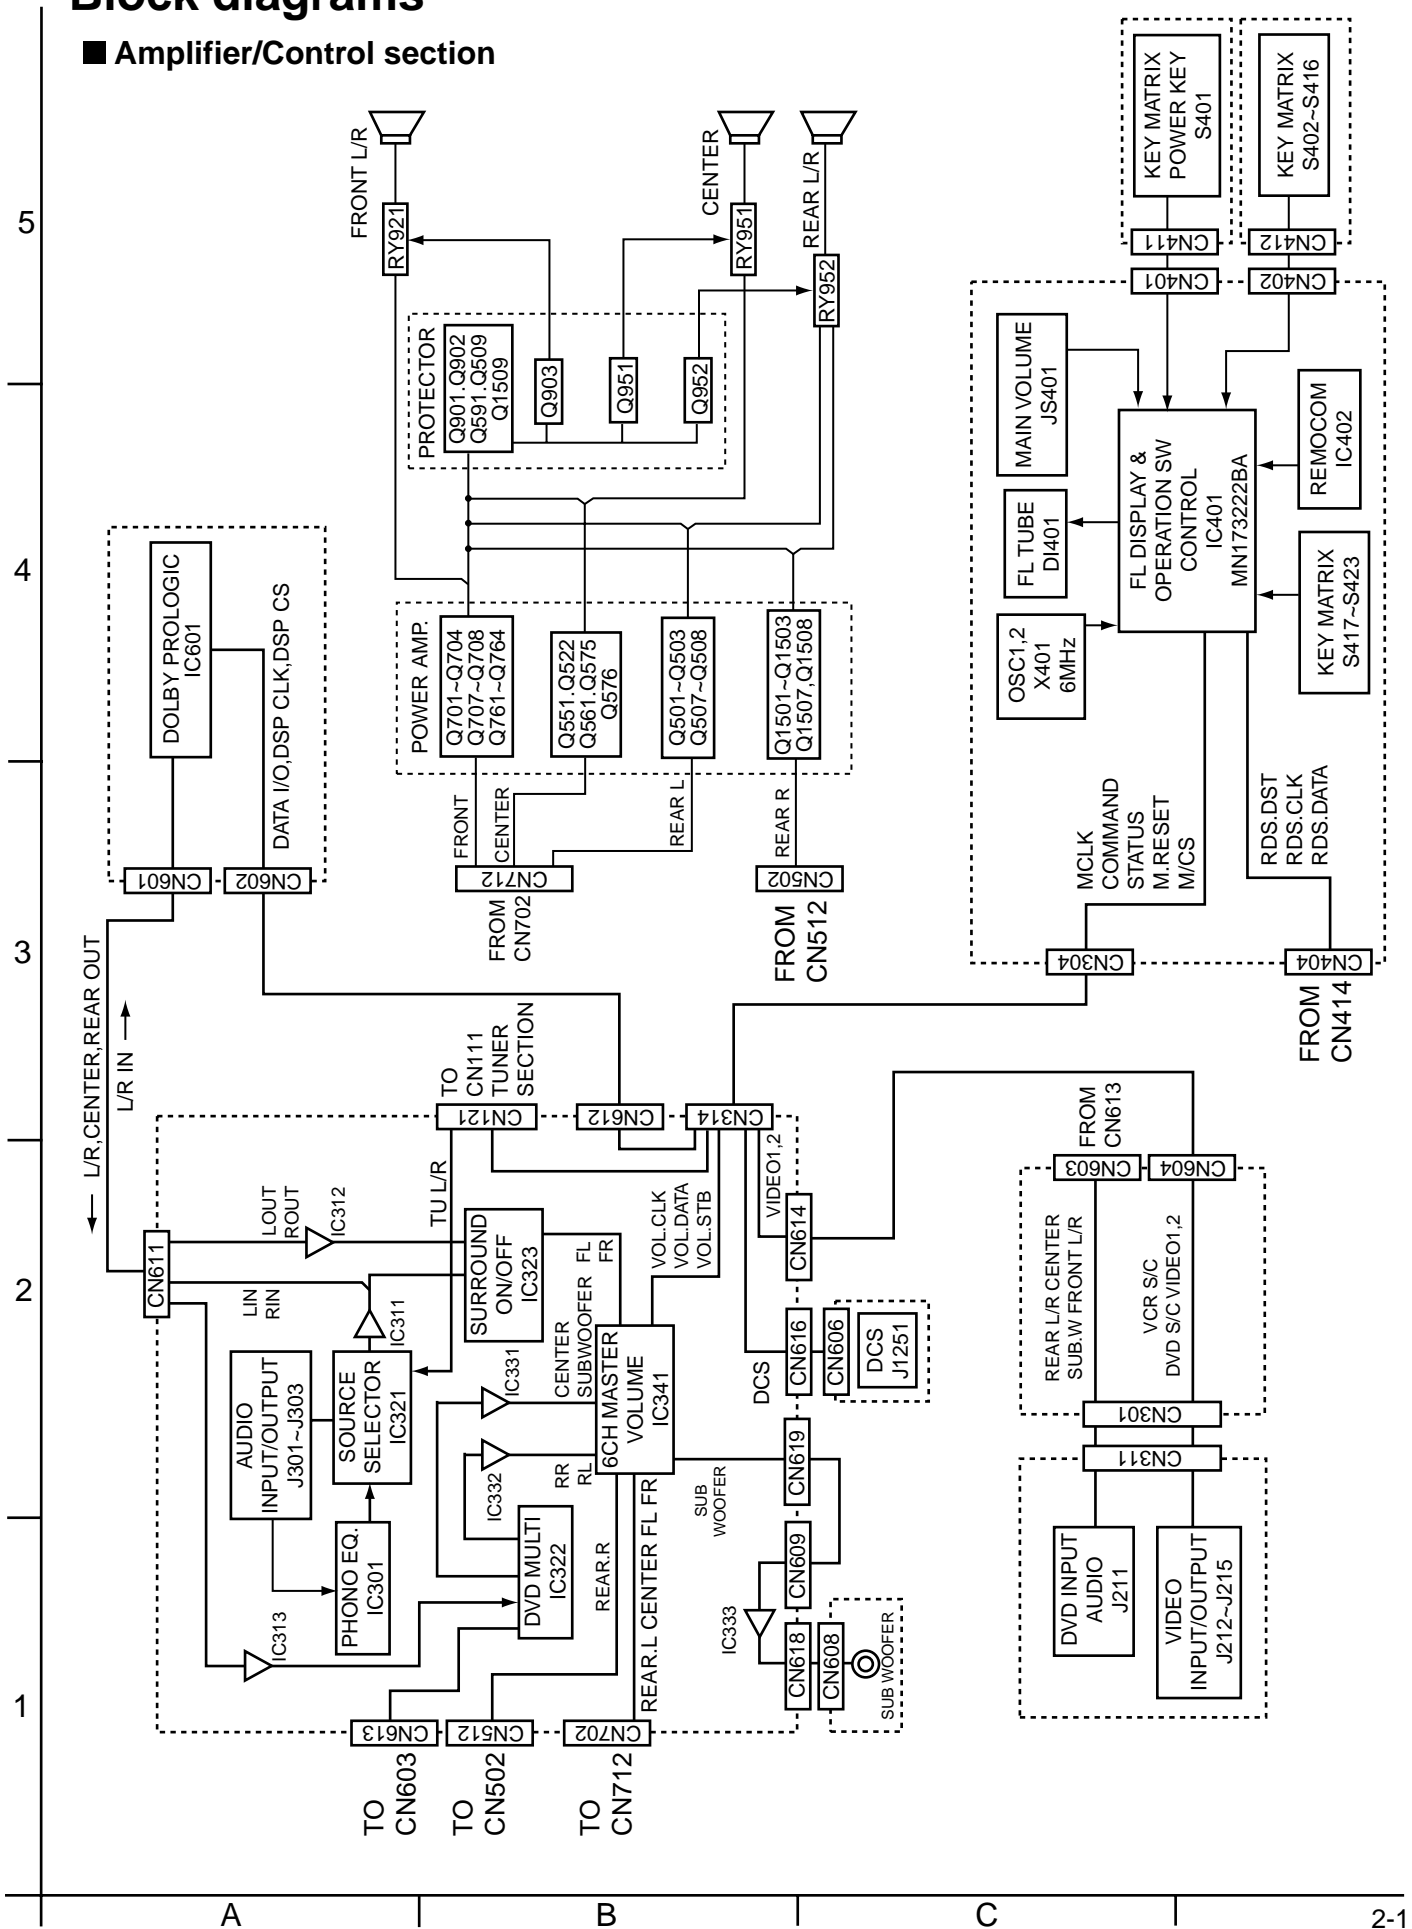 Block diagrams
■ Amplifier/Control section
5
4
3
2
1
A
B
C
2-1
FRONT L/R
RY921
CENTER
RY951
REAR L/R
RY952
PROTECTOR
Q901.Q902
Q591.Q509
Q1509
Q903
Q951
Q952
KEY MATRIX
POWER KEY
S401
CN411
CN401
KEY MATRIX
S402~S416
CN412
CN402
MAIN VOLUME
JS401
FL TUBE
DI401
OSC1,2
X401
6MHz
FL DISPLAY &
OPERATION SW
CONTROL
IC401
MN173222BA
REMOCOM
IC402
KEY MATRIX
S417~S423
MCLK
COMMAND
STATUS
M.RESET
M/CS
RDS.DST
RDS.CLK
RDS.DATA
CN304
CN404
FROM
CN414
DOLBY PROLOGIC
IC601
DATA I/O,DSP CLK,DSP CS
CN601
CN602
L/R,CENTER,REAR OUT
L/R IN
POWER AMP.
Q701~Q704
Q707~Q708
Q761~Q764
Q551.Q522
Q561.Q575
Q576
Q501~Q503
Q507~Q508
Q1501~Q1503
Q1507,Q1508
FRONT
CENTER
REAR L
REAR R
CN712
FROM
CN702
CN502
FROM
CN512
TO
CN111
TUNER
SECTION
CN121
CN612
CN314
CN611
LOUT
ROUT
IC312
LIN
RIN
IC311
TU L/R
SURROUND
ON/OFF
IC323
FL
FR
VOL.CLK
VOL.DATA
VOL.STB
VIDEO1,2
CN614
AUDIO
INPUT/OUTPUT
J301~J303
SOURCE
SELECTOR
IC321
IC331
CENTER
SUBWOOFER
6CH MASTER
VOLUME
IC341
IC332
RR
RL
DCS
CN616
CN606
DCS
J1251
PHONO EQ.
IC301
IC313
DVD MULTI
IC322
REAR.R
REAR.L CENTER FL FR
SUB
WOOFER
CN619
CN609
IC333
CN618
CN608
SUB WOOFER
CN613
TO
CN603
CN512
TO
CN502
CN702
TO
CN712
FROM
CN613
CN603
CN604
REAR L/R CENTER
SUB.W FRONT L/R
VCR S/C
DVD S/C VIDEO1,2
CN301
CN311
DVD INPUT
AUDIO
J211
VIDEO
INPUT/OUTPUT
J212~J215